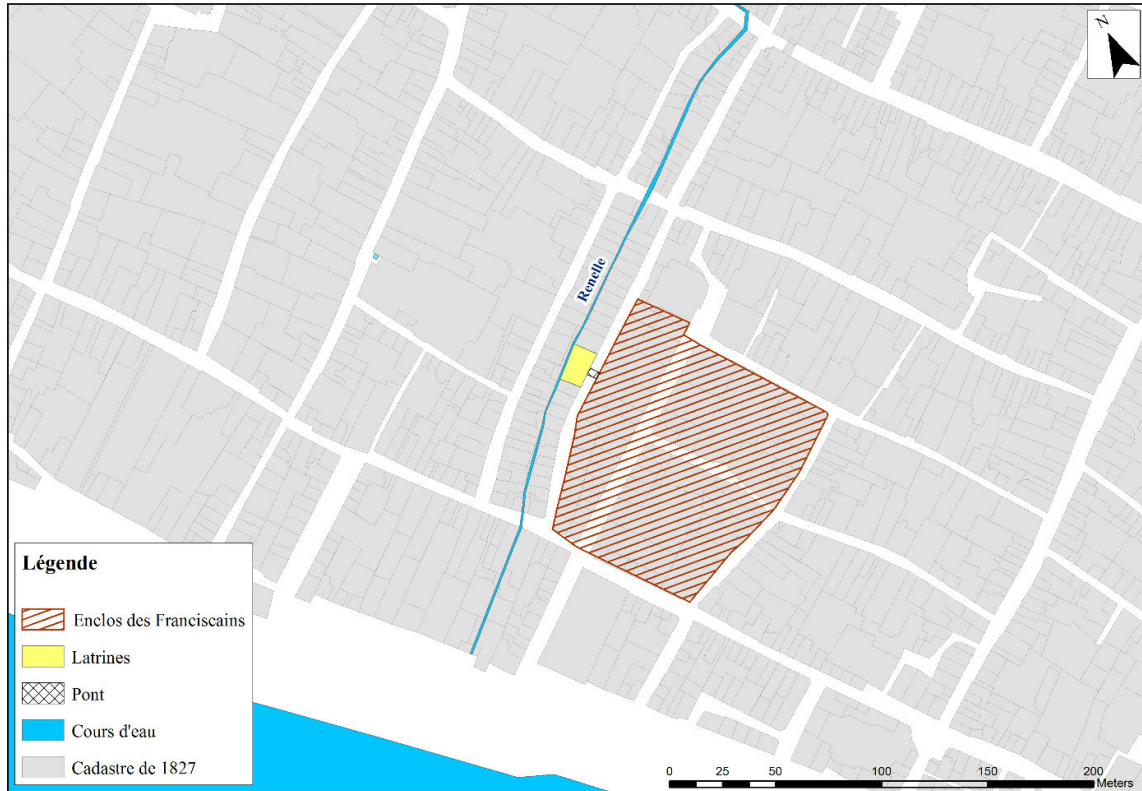 N
Renelle
Légende
Enclos des Franciscains
Latrines
Pont
Cours d'eau
Cadastre de 1827
0 25 50 100 150 200
Meters